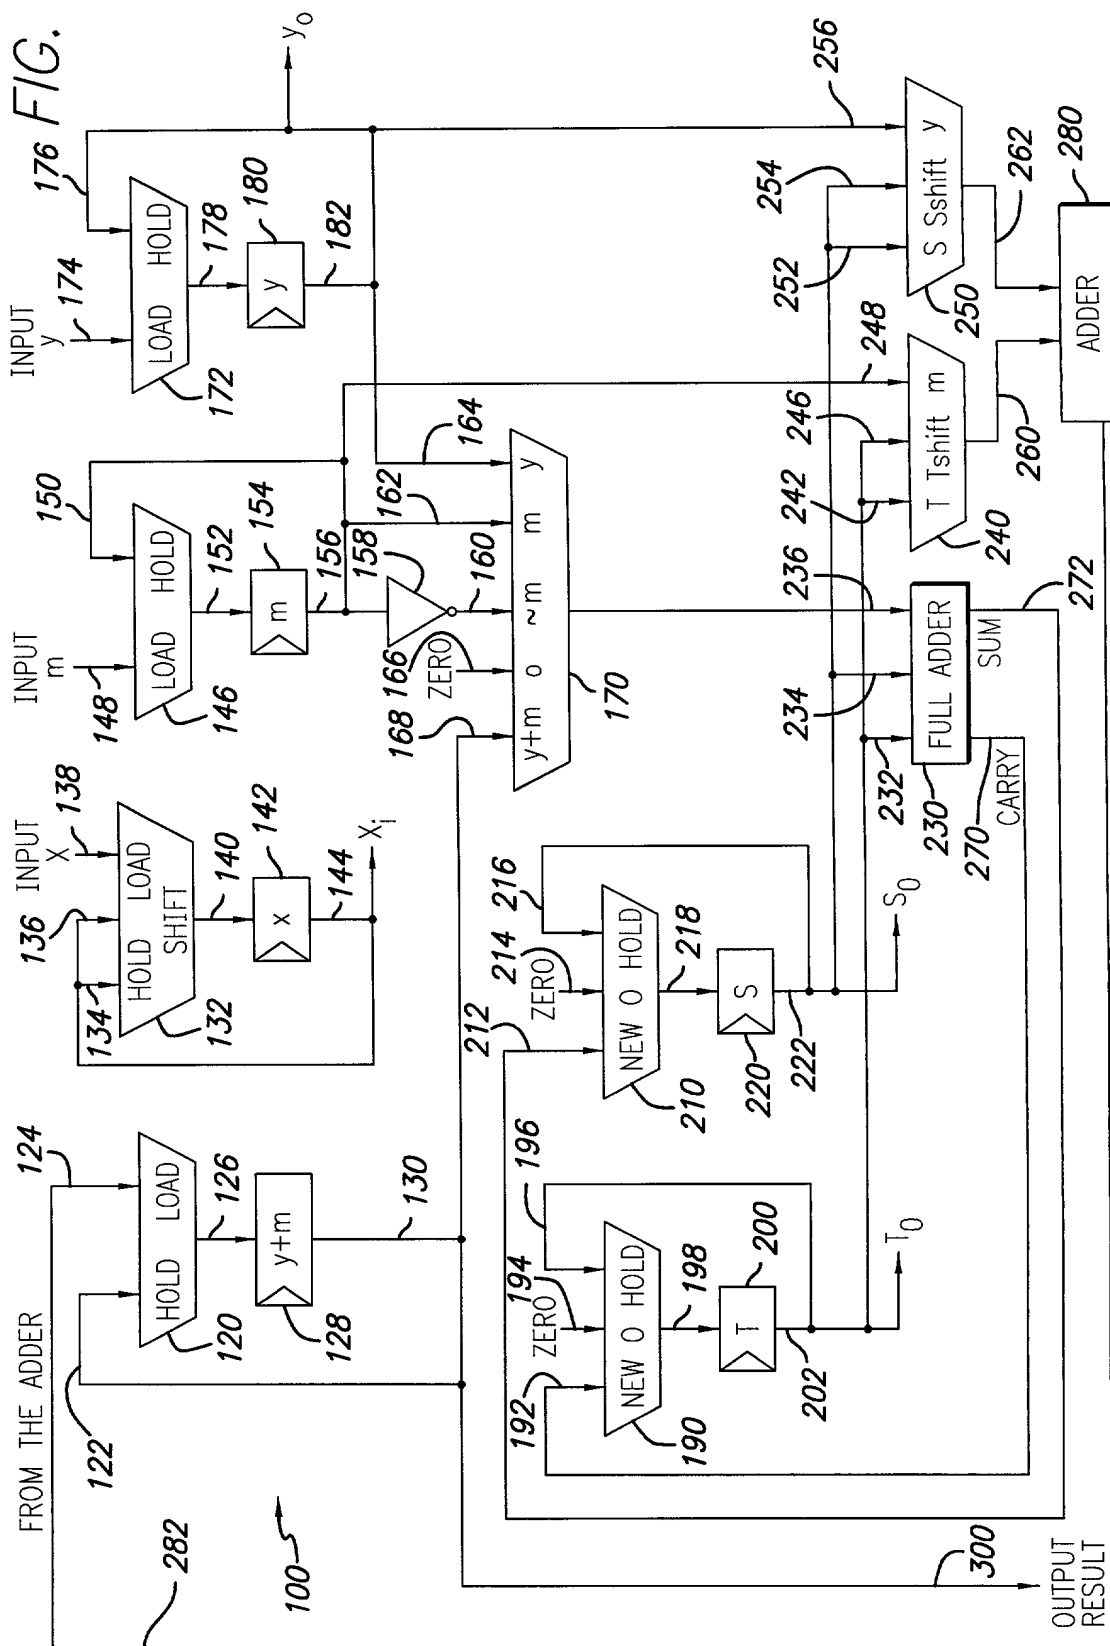 FIG.
FROM THE ADDER
282
100
122
124
HOLD LOAD
120
126
y+m
128
130
INPUT
X
134
136
138
HOLD LOAD
SHIFT
132
140
X
142
144
Xi
INPUT
m
148
150
LOAD HOLD
146
152
m
154
156
158
160
162
164
ZERO
166
168
y+m 0 ~m m y
170
INPUT
y
174
176
LOAD HOLD
172
178
y
180
182
y0
192
ZERO
194
196
NEW 0 HOLD
190
198
T
200
202
T0
212
ZERO
214
216
NEW 0 HOLD
210
218
S
220
222
S0
232
234
236
FULL ADDER
230
CARRY
270
SUM
272
242
246
248
T Tshift m
240
260
252
254
256
S Sshift y
250
262
ADDER
280
300
OUTPUT
RESULT